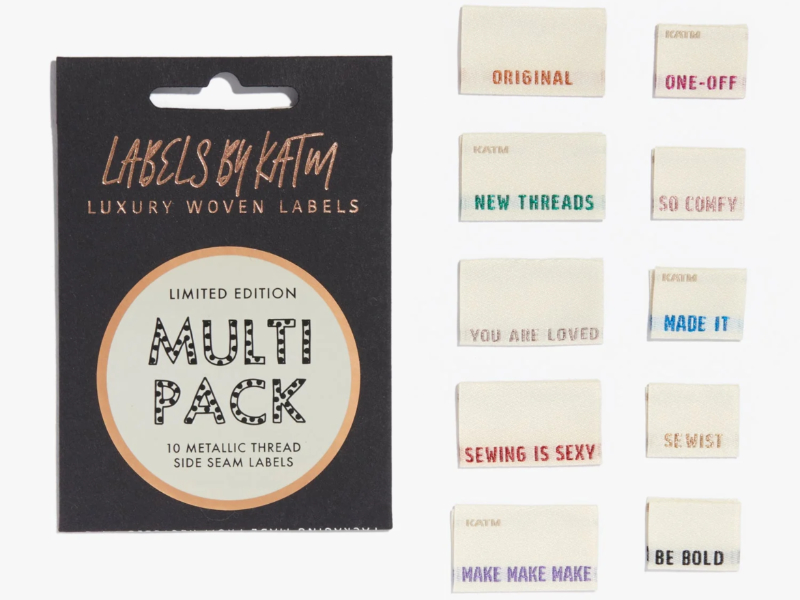 LABELS BY KATM
LUXURY WOVEN LABELS
LIMITED EDITION
MULTI
PACK
10 METALLIC THREAD
SIDE SEAM LABELS
ORIGINAL
KATM
ONE-OFF
KATM
NEW THREADS
SO COMFY
YOU ARE LOVED
KATM
MADE IT
SEWING IS SEXY
SEWIST
KATM
MAKE MAKE MAKE
BE BOLD